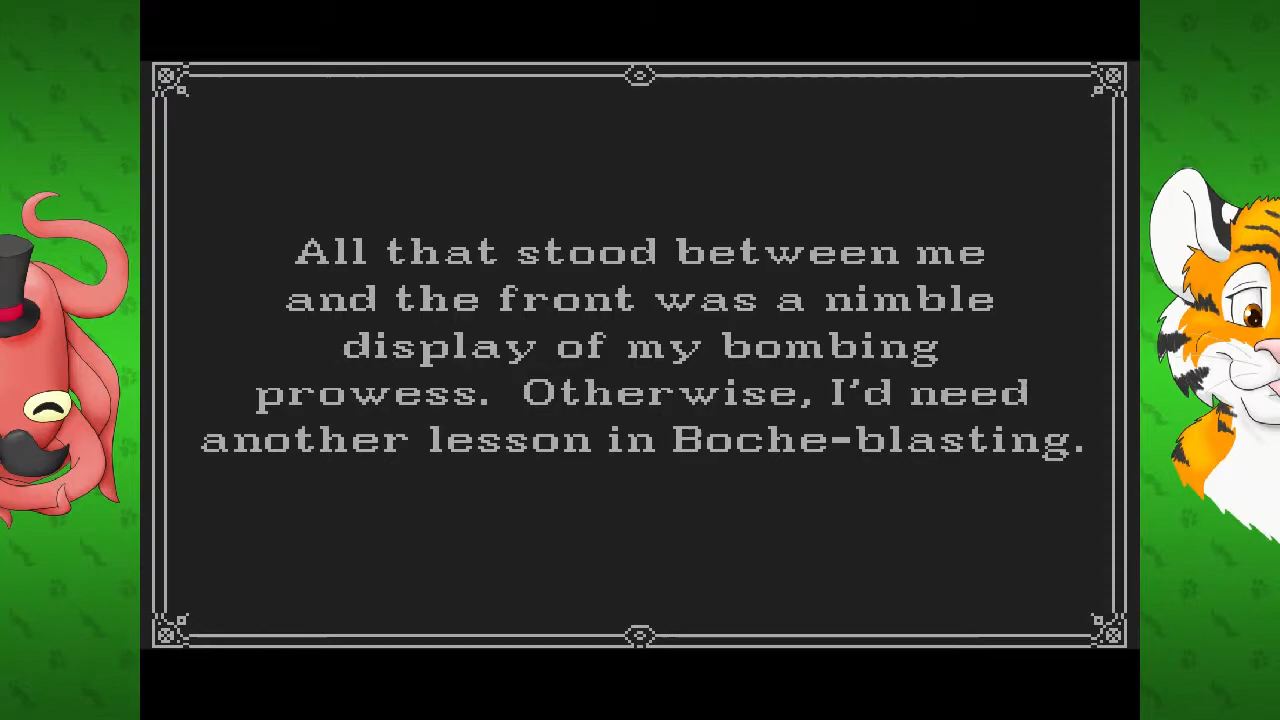 All that stood between me
and the front was a nimble
display of my bombing
prowess.  Otherwise, I'd need
another lesson in Boche-blasting.